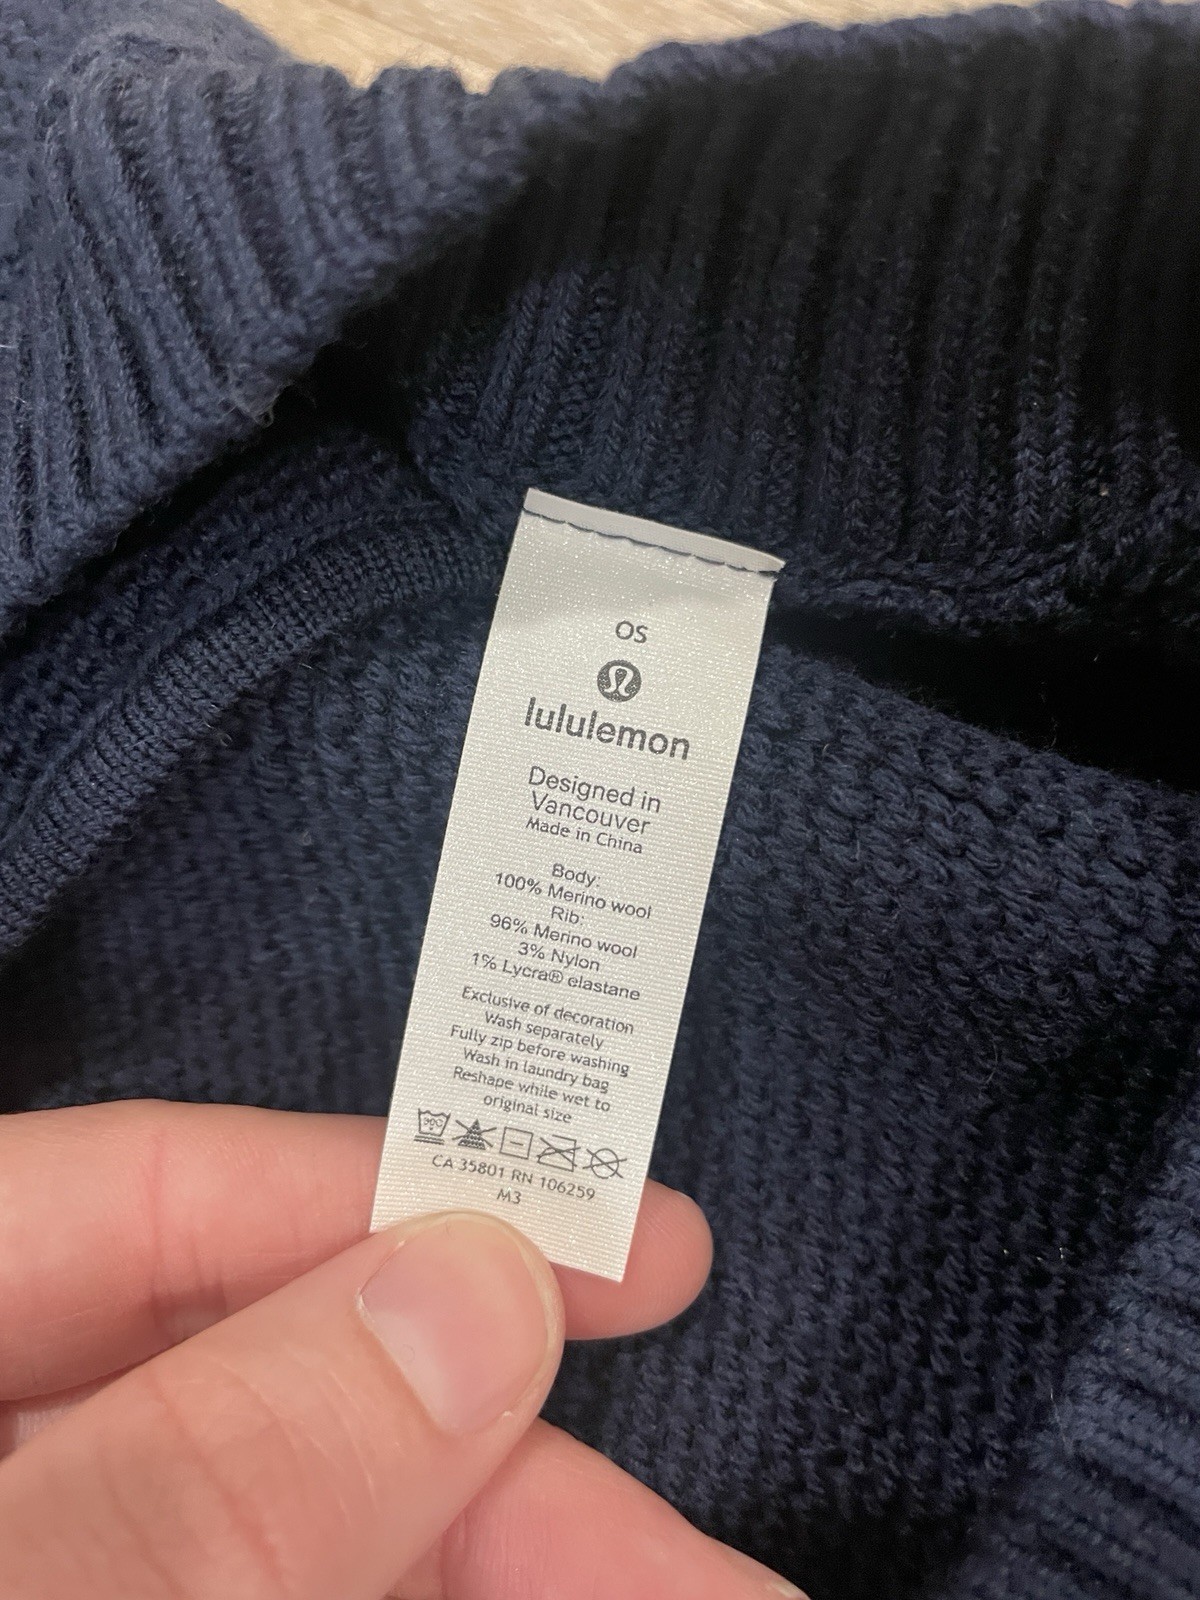 OS
lululemon
Designed in
Vancouver
Made in China
Body:
100% Merino wool
Rib:
96% Merino wool
3% Nylon
1% Lycra® elastane
Exclusive of decoration
Wash separately
Fully zip before washing
Wash in laundry bag
Reshape while wet to
original size
CA 35801 RN 106259
M3